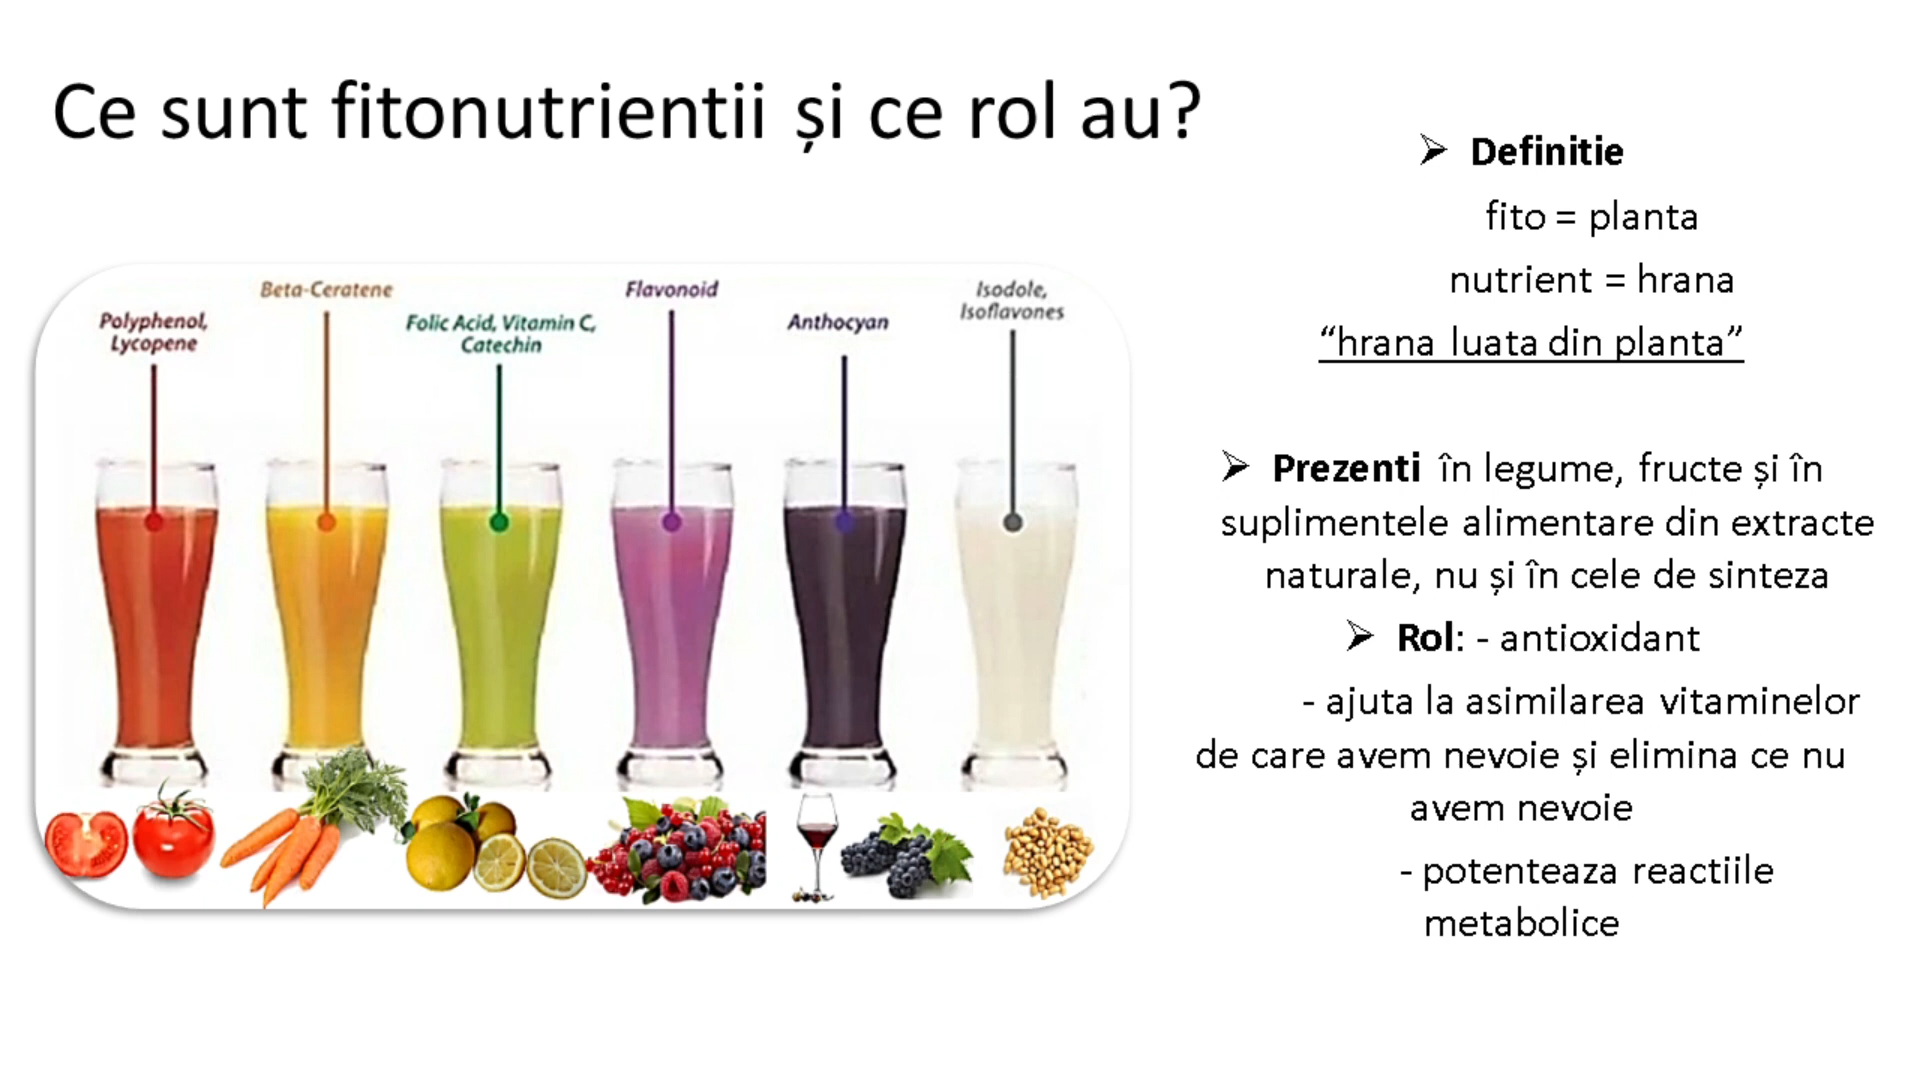 Ce sunt fitonutrientii și ce rol au?
Beta-Ceratene
Flavonoid
Isodole,
Isoflavones
Polyphenol,
Lycopene
Folic Acid, Vitamin C,
Catechin
Anthocyan
➢ Definitie
fito = planta
nutrient = hrana
“hrana luata din planta”
➢ Prezenti în legume, fructe și în
suplimentele alimentare din extracte
naturale, nu și în cele de sinteza
➢ Rol: - antioxidant
- ajuta la asimilarea vitaminelor
de care avem nevoie și elimina ce nu
avem nevoie
- potenteaza reactiile
metabolice